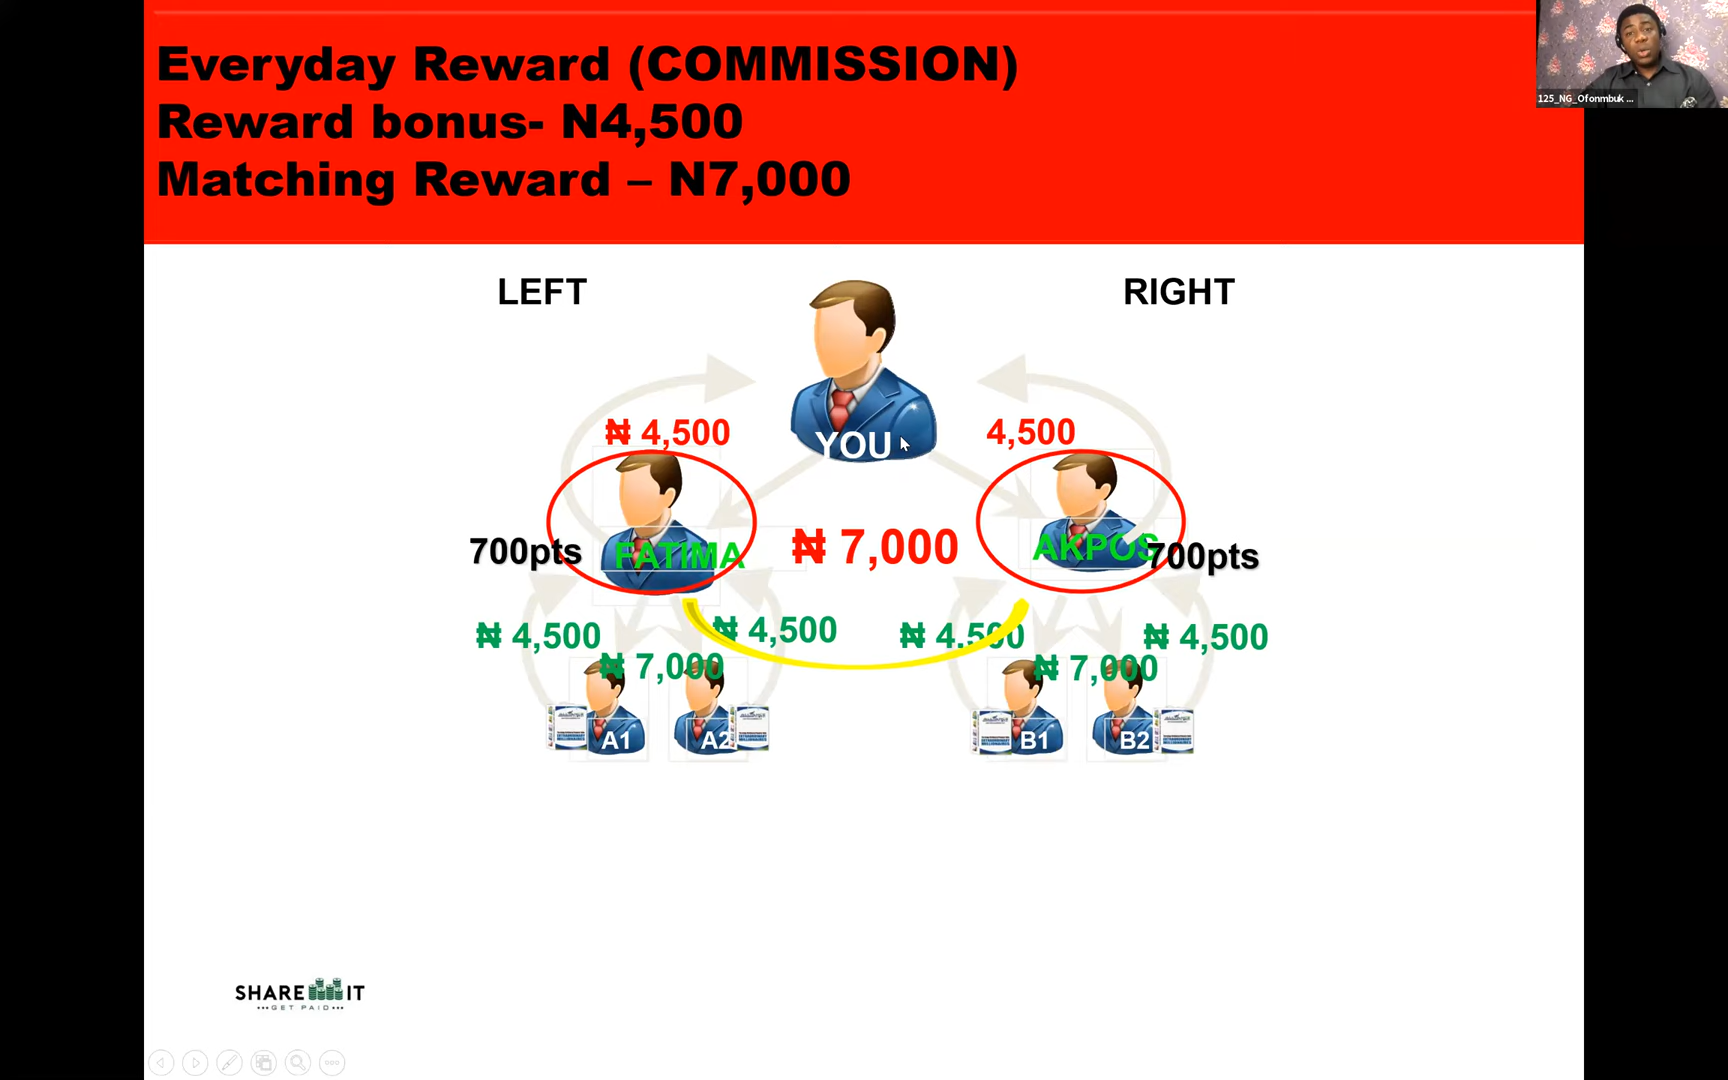 Everyday Reward (COMMISSION)
Reward bonus- N4,500
Matching Reward – N7,000
125_NG_Ofonmbuk ...
LEFT
RIGHT
₦ 4,500
4,500
YOU
700pts
FATIMA
₦ 7,000
AKPOS
700pts
₦ 4,500
₦ 4,500
₦ 4,500
₦ 4,500
₦ 7,000
₦ 7,000
A1
A2
B1
B2
SHARE IT
GET PAID